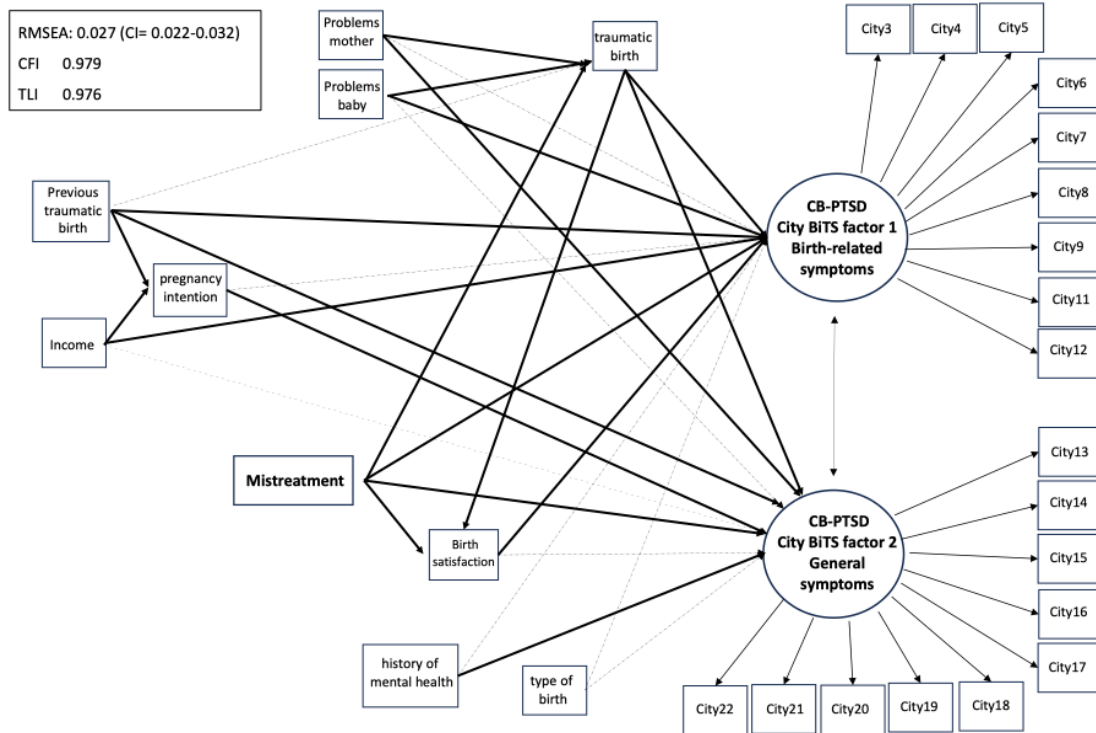 RMSEA: 0.027 (CI= 0.022-0.032)
CFI 0.979
TLI 0.976
Problems
mother
Problems
baby
traumatic
birth
City3
City4
City5
City6
City7
City8
City9
City11
City12
Previous
traumatic
birth
pregnancy
intention
Income
CB-PTSD
City BiTS factor 1
Birth-related
symptoms
Mistreatment
Birth
satisfaction
CB-PTSD
City BiTS factor 2
General
symptoms
City13
City14
City15
City16
City17
history of
mental health
type of
birth
City22
City21
City20
City19
City18